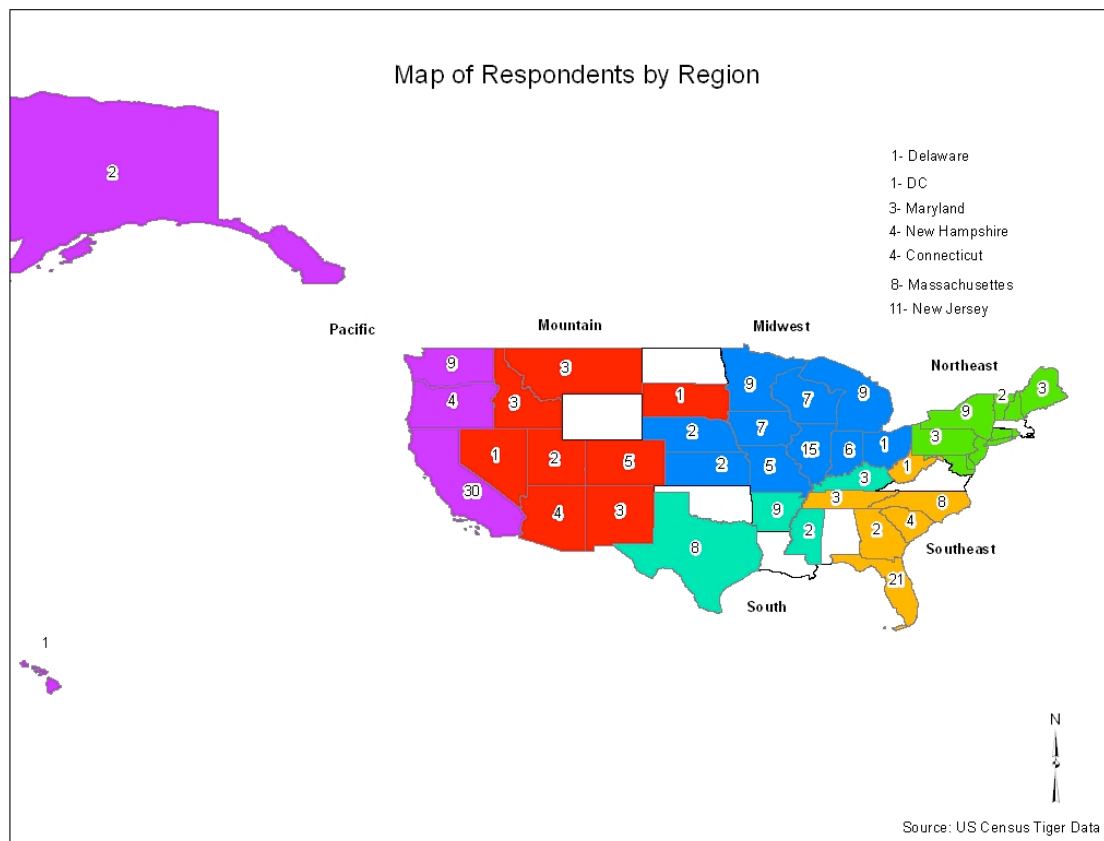 Map of Respondents by Region
2
1- Delaware
1- DC
3- Maryland
4- New Hampshire
4- Connecticut
8- Massachusettes
11- New Jersey
Pacific
Mountain
Midwest
Northeast
9
3
9
7
9
2
3
4
3
1
9
2
7
15
6
1
3
1
2
5
2
5
3
1
30
4
3
9
3
8
8
2
2
4
21
Southeast
South
1
N
Source: US Census Tiger Data